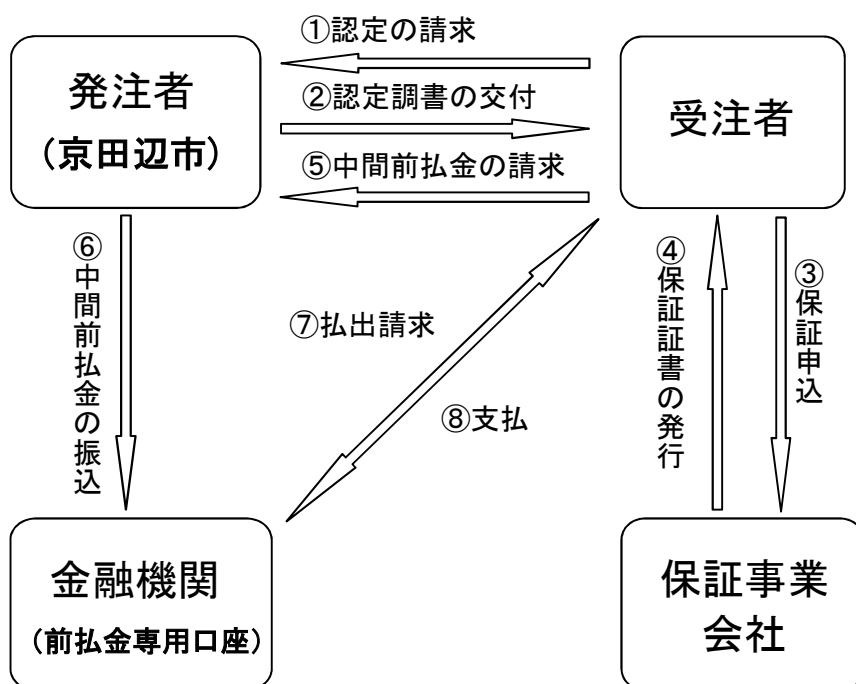 ①認定の請求
発注者
(京田辺市)
②認定調書の交付
受注者
⑤中間前払金の請求
⑥中間前払金の振込
⑦払出請求
④保証証書の発行
③保証申込
⑧支払
金融機関
(前払金専用口座)
保証事業
会社